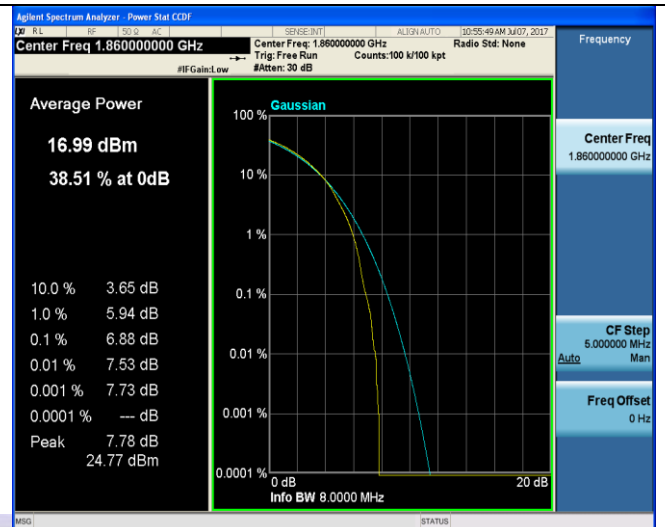 Agilent Spectrum Analyzer - Power Stat CCDF
RL RF 50 Ω AC SENSE:INT ALIGN AUTO 10:55:49 AM Jul 07, 2017
Center Freq 1.860000000 GHz
Center Freq: 1.860000000 GHz Radio Std: None
Trig: Free Run Counts:100 k/100 kpt
#IFGain:Low #Atten: 30 dB
Frequency
Average Power
16.99 dBm
38.51 % at 0dB
10.0 % 3.65 dB
1.0 % 5.94 dB
0.1 % 6.88 dB
0.01 % 7.53 dB
0.001 % 7.73 dB
0.0001 % --- dB
Peak 7.78 dB
24.77 dBm
Gaussian
100 %
10 %
1 %
0.1 %
0.01 %
0.001 %
0.0001 %
0 dB 20 dB
Info BW 8.0000 MHz
Center Freq
1.860000000 GHz
CF Step
5.000000 MHz
Auto Man
Freq Offset
0 Hz
MSG STATUS